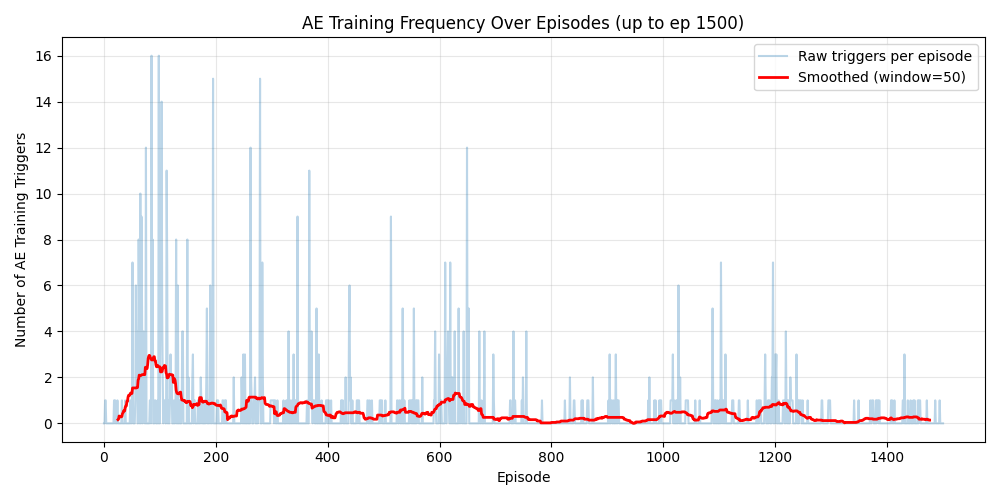 AE Training Frequency Over Episodes (up to ep 1500)
Raw triggers per episode
Smoothed (window=50)
Number of AE Training Triggers
16
14
12
10
8
6
4
2
0
0 200 400 600 800 1000 1200 1400
Episode